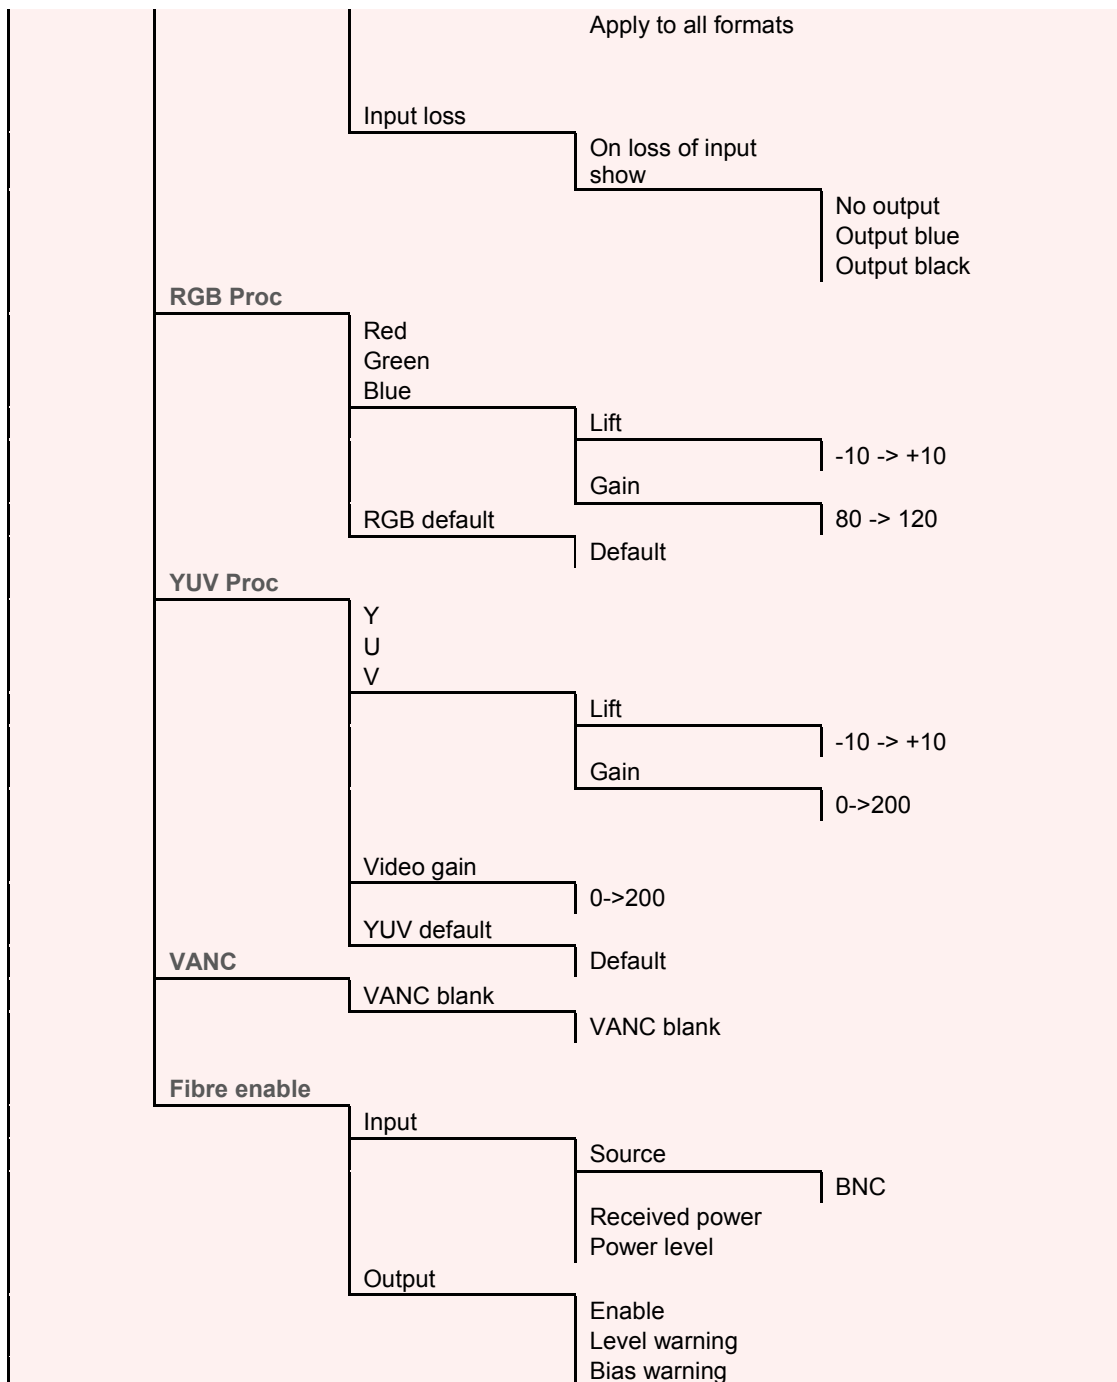 Apply to all formats
Input loss
On loss of input
show
No output
Output blue
Output black
RGB Proc
Red
Green
Blue
Lift
-10 -> +10
Gain
80 -> 120
RGB default
Default
YUV Proc
Y
U
V
Lift
-10 -> +10
Gain
0->200
Video gain
0->200
YUV default
Default
VANC
VANC blank
VANC blank
Fibre enable
Input
Source
BNC
Received power
Power level
Output
Enable
Level warning
Bias warning